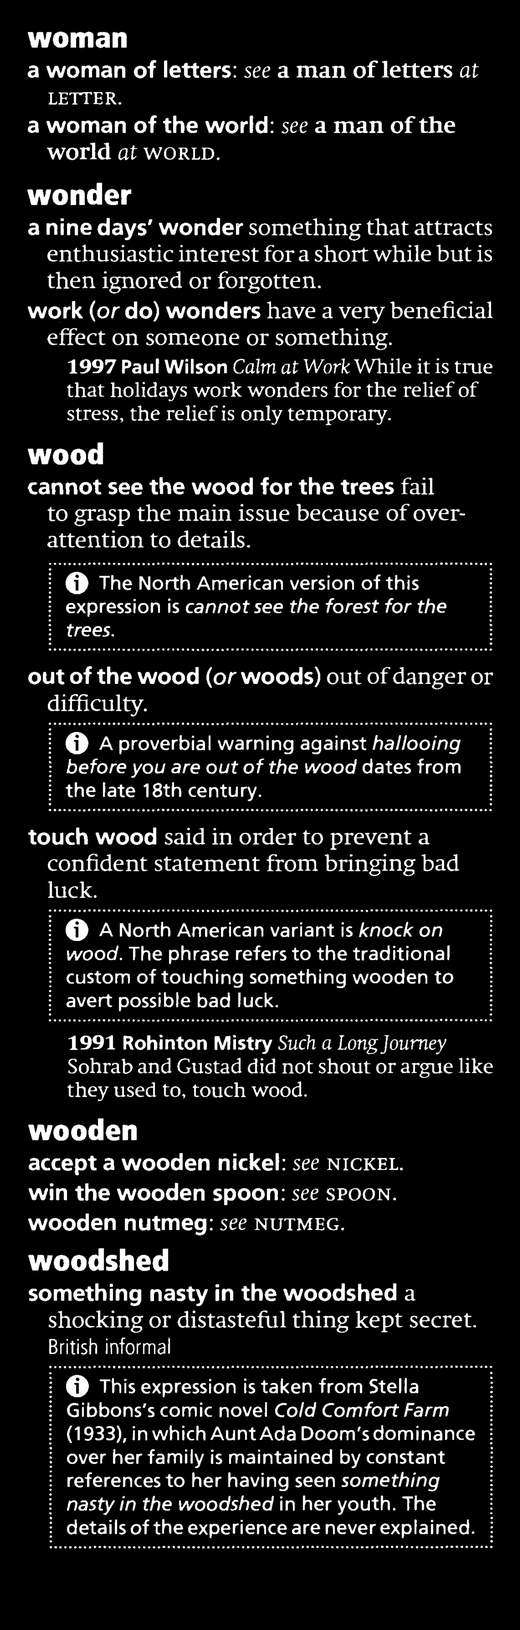 woman
a woman of letters: see a man of letters at
LETTER.
a woman of the world: see a man of the
world at WORLD.
wonder
a nine days' wonder something that attracts
enthusiastic interest for a short while but is
then ignored or forgotten.
work (or do) wonders have a very beneficial
effect on someone or something.
1997 Paul Wilson Calm at Work While it is true
that holidays work wonders for the relief of
stress, the relief is only temporary.
wood
cannot see the wood for the trees fail
to grasp the main issue because of over-
attention to details.
i The North American version of this
expression is cannot see the forest for the
trees.
out of the wood (or woods) out of danger or
difficulty.
i A proverbial warning against hallooing
before you are out of the wood dates from
the late 18th century.
touch wood said in order to prevent a
confident statement from bringing bad
luck.
i A North American variant is knock on
wood. The phrase refers to the traditional
custom of touching something wooden to
avert possible bad luck.
1991 Rohinton Mistry Such a Long Journey
Sohrab and Gustad did not shout or argue like
they used to, touch wood.
wooden
accept a wooden nickel: see NICKEL.
win the wooden spoon: see SPOON.
wooden nutmeg: see NUTMEG.
woodshed
something nasty in the woodshed a
shocking or distasteful thing kept secret.
British informal
i This expression is taken from Stella
Gibbons's comic novel Cold Comfort Farm
(1933), in which Aunt Ada Doom's dominance
over her family is maintained by constant
references to her having seen something
nasty in the woodshed in her youth. The
details of the experience are never explained.